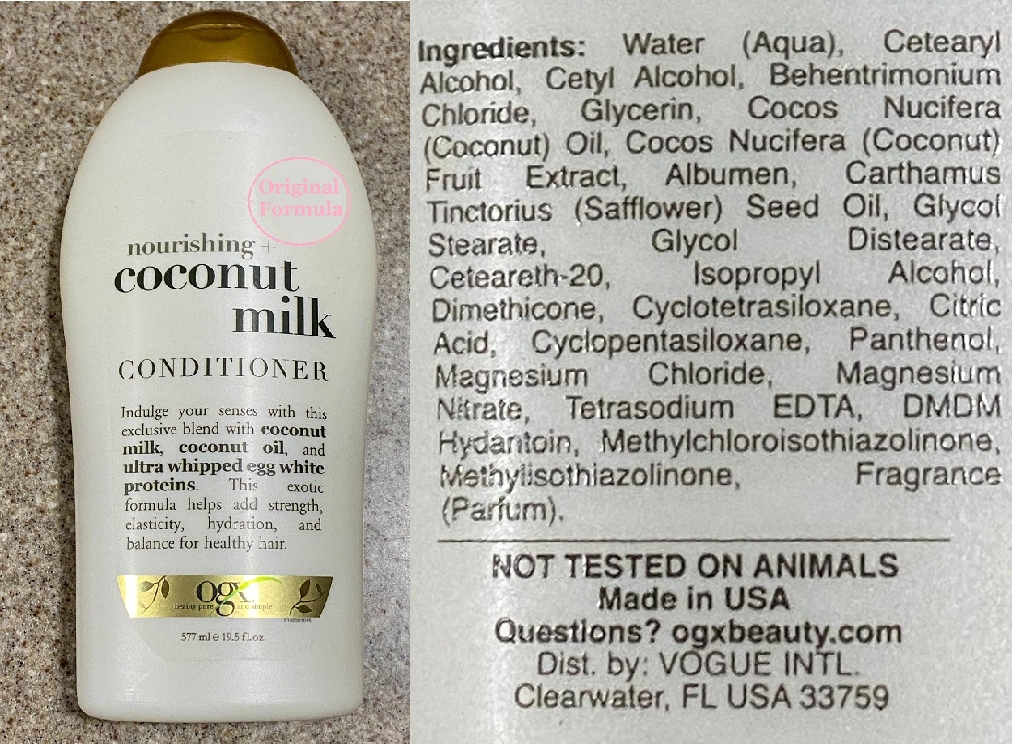 Original
Formula
nourishing +
coconut
milk
CONDITIONER
Indulge your senses with this
exclusive blend with coconut
milk, coconut oil, and
ultra whipped egg white
proteins. This exotic
formula helps add strength,
elasticity, hydration, and
balance for healthy hair.
ogx
beauty pure and simple
577 ml e 19.5 fl.oz
Ingredients: Water (Aqua), Cetearyl
Alcohol, Cetyl Alcohol, Behentrimonium
Chloride, Glycerin, Cocos Nucifera
(Coconut) Oil, Cocos Nucifera (Coconut)
Fruit Extract, Albumen, Carthamus
Tinctorius (Safflower) Seed Oil, Glycol
Stearate, Glycol Distearate,
Ceteareth-20, Isopropyl Alcohol,
Dimethicone, Cyclotetrasiloxane, Citric
Acid, Cyclopentasiloxane, Panthenol,
Magnesium Chloride, Magnesium
Nitrate, Tetrasodium EDTA, DMDM
Hydantoin, Methylchloroisothiazolinone,
Methylisothiazolinone, Fragrance
(Parfum).
NOT TESTED ON ANIMALS
Made in USA
Questions? ogxbeauty.com
Dist. by: VOGUE INTL.
Clearwater, FL USA 33759